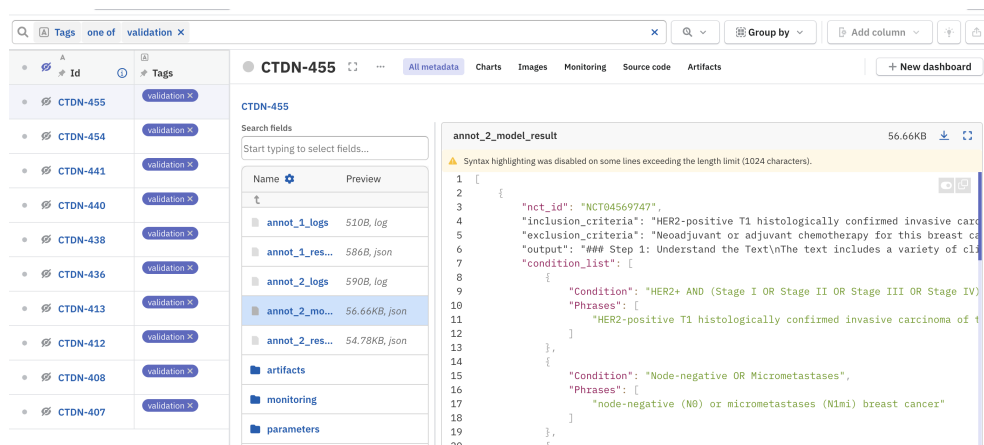 Tags one of validation ×
Group by
Add column
A
Id
A
Tags
CTDN-455 validation ×
CTDN-454 validation ×
CTDN-441 validation ×
CTDN-440 validation ×
CTDN-438 validation ×
CTDN-436 validation ×
CTDN-413 validation ×
CTDN-412 validation ×
CTDN-408 validation ×
CTDN-407 validation ×
CTDN-455 ... All metadata Charts Images Monitoring Source code Artifacts + New dashboard
CTDN-455
Search fields
Start typing to select fields...
Name Preview
annot_1_logs 510B, log
annot_1_res... 586B, json
annot_2_logs 590B, log
annot_2_mo... 56.66KB, json
annot_2_res... 54.78KB, json
artifacts
monitoring
parameters
annot_2_model_result 56.66KB
Syntax highlighting was disabled on some lines exceeding the length limit (1024 characters).
1 [
2 {
3 "nct_id": "NCT04569747",
4 "inclusion_criteria": "HER2-positive T1 histologically confirmed invasive carc
5 "exclusion_criteria": "Neoadjuvant or adjuvant chemotherapy for this breast ca
6 "output": "### Step 1: Understand the Text\nThe text includes a variety of cli
7 "condition_list": [
8 {
9 "Condition": "HER2+ AND (Stage I OR Stage II OR Stage III OR Stage IV)
10 "Phrases": [
11 "HER2-positive T1 histologically confirmed invasive carcinoma of t
12 ]
13 },
14 {
15 "Condition": "Node-negative OR Micrometastases",
16 "Phrases": [
17 "node-negative (N0) or micrometastases (N1mi) breast cancer"
18 ]
19 },